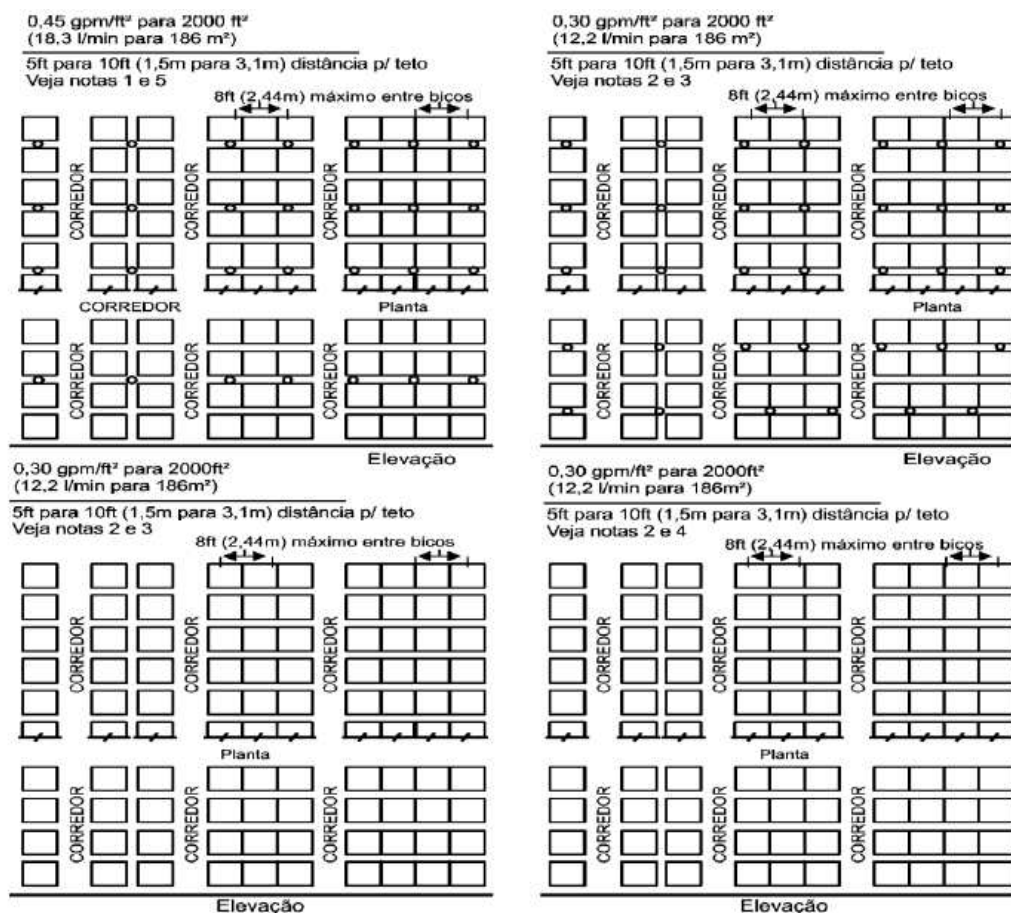 0,45 gpm/ft² para 2000 ft²
(18,3 l/min para 186 m²)
5ft para 10ft (1,5m para 3,1m) distância p/ teto
Veja notas 1 e 5
8ft (2,44m) máximo entre bicos
CORREDOR
CORREDOR
CORREDOR
CORREDOR
Planta
CORREDOR
CORREDOR
CORREDOR
Elevação
0,30 gpm/ft² para 2000 ft²
(12,2 l/min para 186 m²)
5ft para 10ft (1,5m para 3,1m) distância p/ teto
Veja notas 2 e 3
8ft (2,44m) máximo entre bicos
CORREDOR
CORREDOR
CORREDOR
Planta
CORREDOR
CORREDOR
CORREDOR
Elevação
0,30 gpm/ft² para 2000ft²
(12,2 l/min para 186m²)
5ft para 10ft (1,5m para 3,1m) distância p/ teto
Veja notas 2 e 3
8ft (2,44m) máximo entre bicos
CORREDOR
CORREDOR
CORREDOR
Planta
CORREDOR
CORREDOR
CORREDOR
Elevação
0,30 gpm/ft² para 2000ft²
(12,2 l/min para 186m²)
5ft para 10ft (1,5m para 3,1m) distância p/ teto
Veja notas 2 e 4
8ft (2,44m) máximo entre bicos
CORREDOR
CORREDOR
CORREDOR
Planta
CORREDOR
CORREDOR
CORREDOR
Elevação